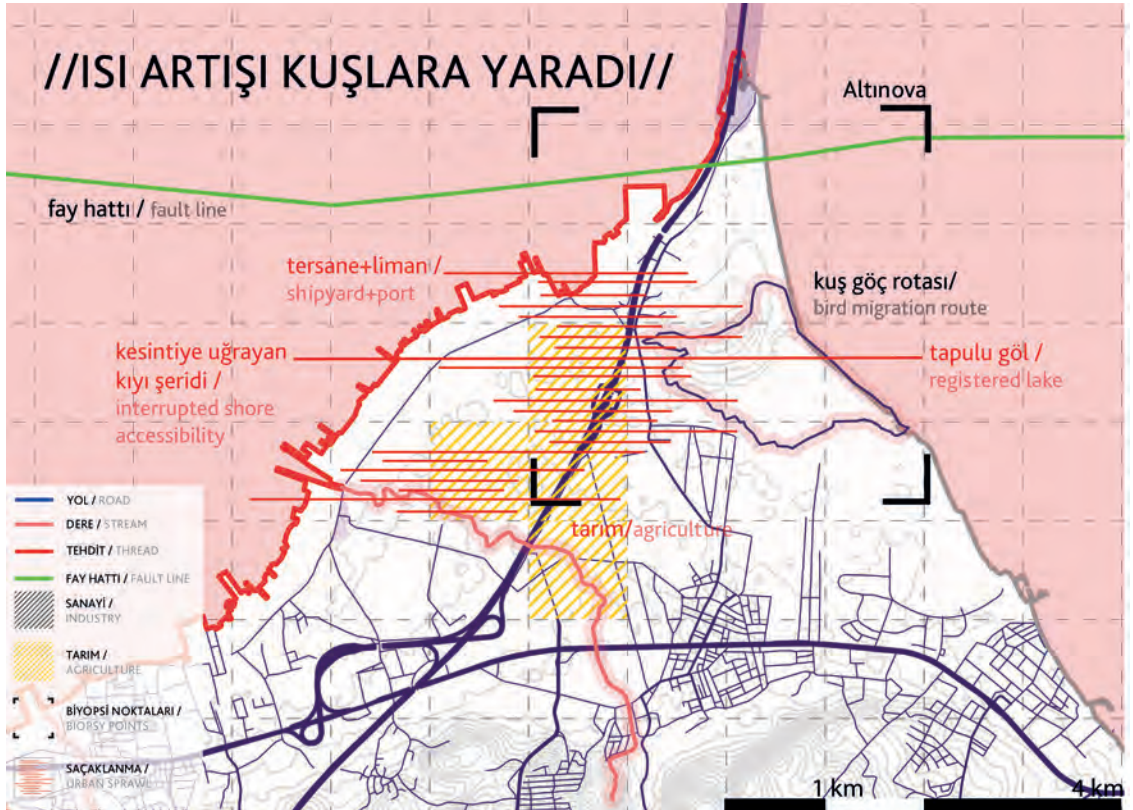 //ISI ARTIŞI KUŞLARA YARADI//
Altınova
fay hattı / fault line
tersane+liman /
shipyard+port
kuş göç rotası/
bird migration route
kesintiye uğrayan
kıyı şeridi /
interrupted shore
accessibility
tapulu göl /
registered lake
tarım/agriculture
YOL / ROAD
DERE / STREAM
TEHDİT / THREAD
FAY HATTI / FAULT LINE
SANAYİ /
INDUSTRY
TARIM /
AGRICULTURE
BİYOPSİ NOKTALARI /
BIOPSY POINTS
SAÇAKLANMA /
URBAN SPRAWL
1 km
4 km